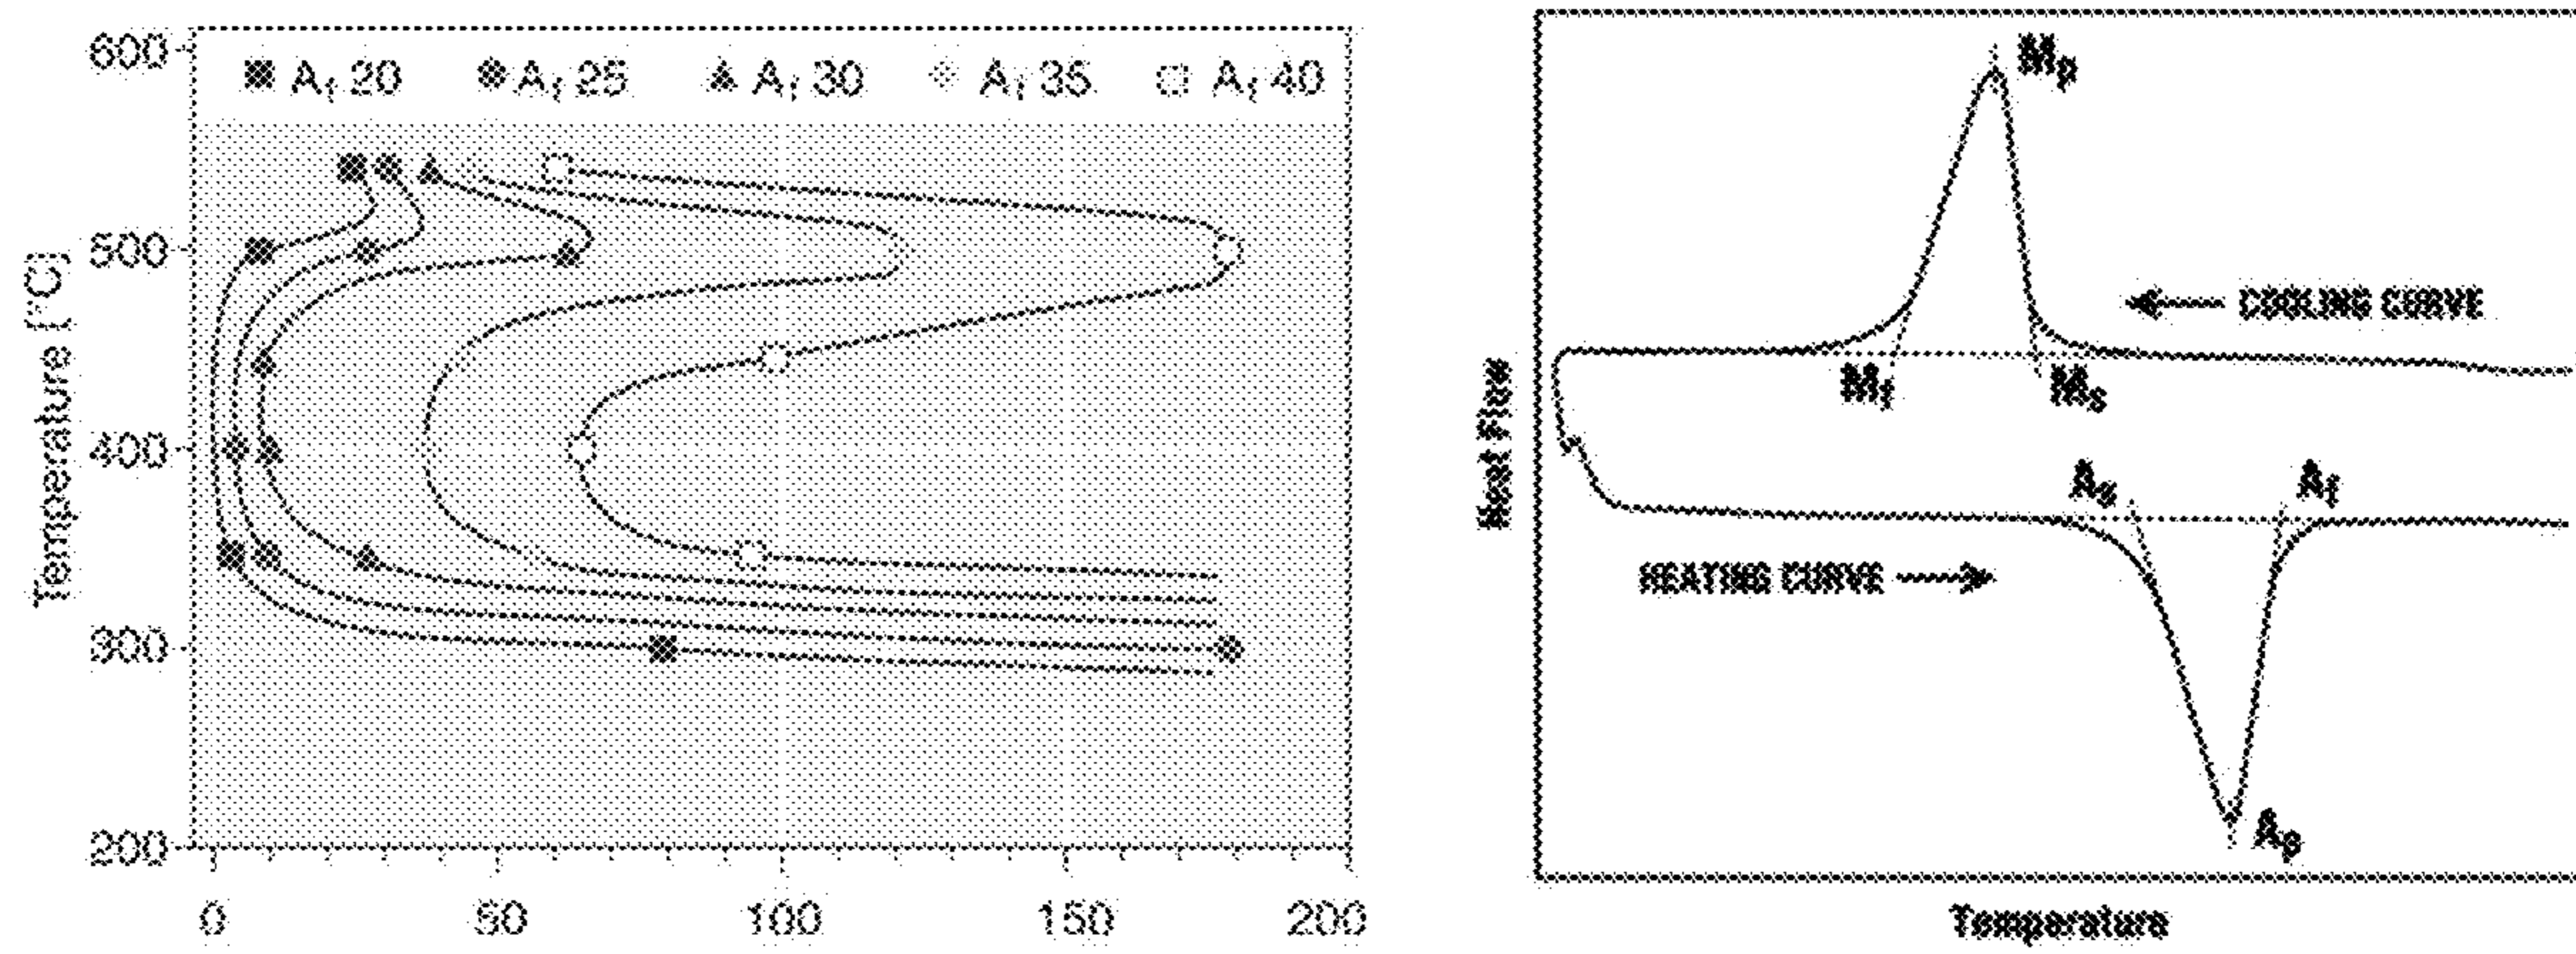 600
A_f 20 A_f 25 A_f 30 A_f 35 A_f 40
500
400
300
200
Temperature [°C]
0 50 100 150 200
M_p
COOLING CURVE
M_f M_s
A_s A_f
HEATING CURVE
A_p
Heat Flow
Temperature